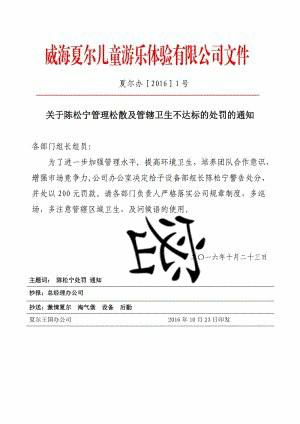 威海夏尔儿童游乐体验有限公司文件
夏尔办【2016】1号
关于陈松宁管理松散及管辖卫生不达标的处罚的通知
各部门组长组员：
为了进一步加强管理水平，提高环境卫生，培养团队合作意识，
增强市场竞争力,公司办公室决定给予设备部组长陈松宁警告处分，
并处以200元罚款。请各部门负责人严格落实公司规章制度，多巡
场，多注意管辖区域卫生，及问候语的使用。
二〇一六年十月二十三日
主题词： 陈松宁处罚 通知
抄报：总经理办公司
抄送：激情夏尔 淘气堡 设备 后勤
夏尔王国办公司 2016年10月23日印发